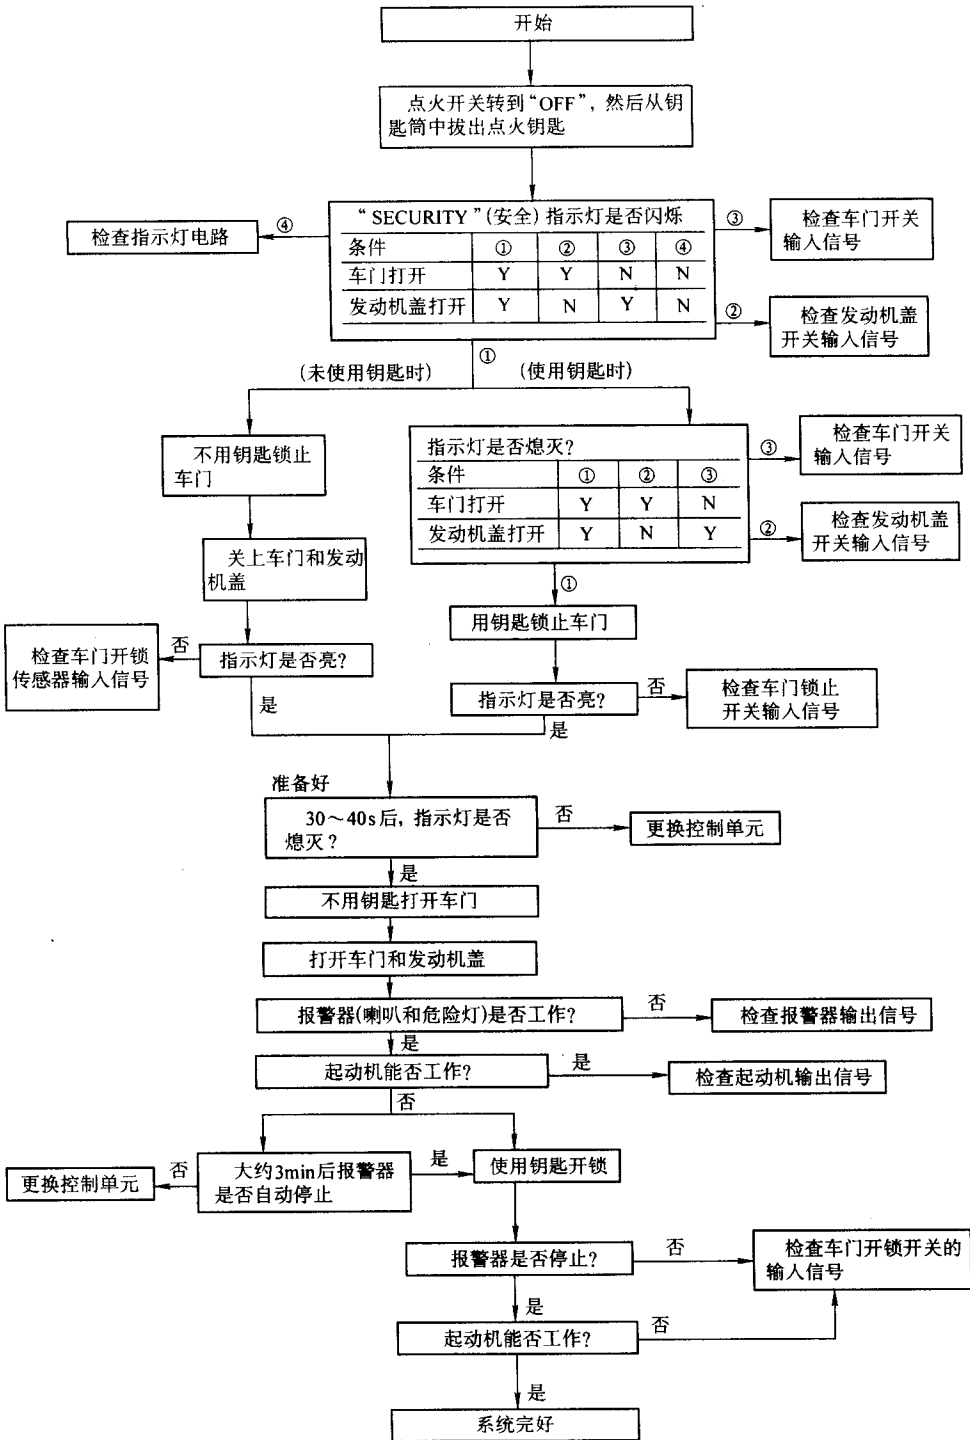 开始
点火开关转到“OFF”，然后从钥
匙筒中拔出点火钥匙
“SECURITY”(安全)指示灯是否闪烁
条件 ① ② ③ ④
车门打开 Y Y N N
发动机盖打开 Y N Y N
④
检查指示灯电路
③
检查车门开关
输入信号
②
检查发动机盖
开关输入信号
①
(未使用钥匙时) (使用钥匙时)
不用钥匙锁止
车门
关上车门和发动
机盖
指示灯是否亮?
否
检查车门开锁
传感器输入信号
是
指示灯是否熄灭?
条件 ① ② ③
车门打开 Y Y N
发动机盖打开 Y N Y
③
检查车门开关
输入信号
②
检查发动机盖
开关输入信号
①
用钥匙锁止车门
指示灯是否亮?
否
检查车门锁止
开关输入信号
是
准备好
30～40s后, 指示灯是否
熄灭?
否
更换控制单元
是
不用钥匙打开车门
打开车门和发动机盖
报警器(喇叭和危险灯)是否工作?
否
检查报警器输出信号
是
起动机能否工作?
是
检查起动机输出信号
否
大约3min后报警器
是否自动停止
否
更换控制单元
是
使用钥匙开锁
报警器是否停止?
否
检查车门开锁开关的
输入信号
是
起动机能否工作?
否
是
系统完好